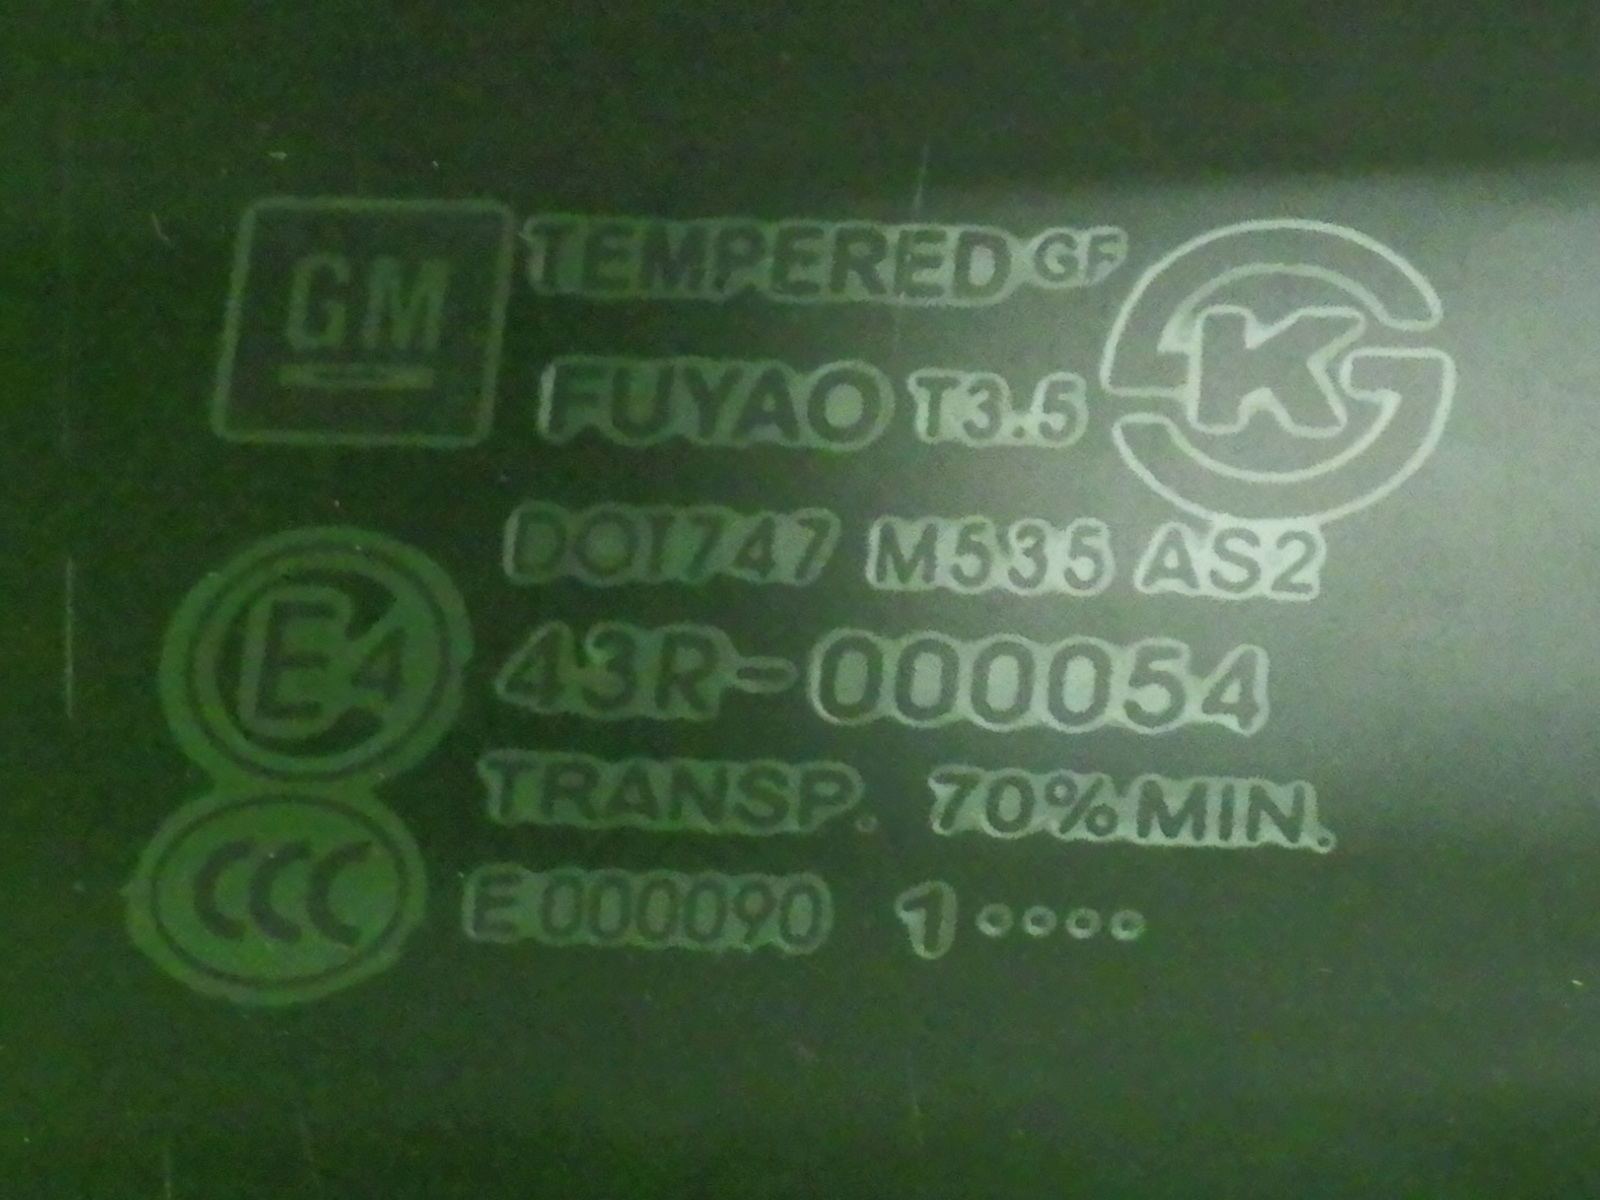 GM
TEMPERED GF
FUYAO T3.5
K
DOT747 M535 AS2
E4
43R-000054
TRANSP. 70% MIN.
CCC
E000090 1